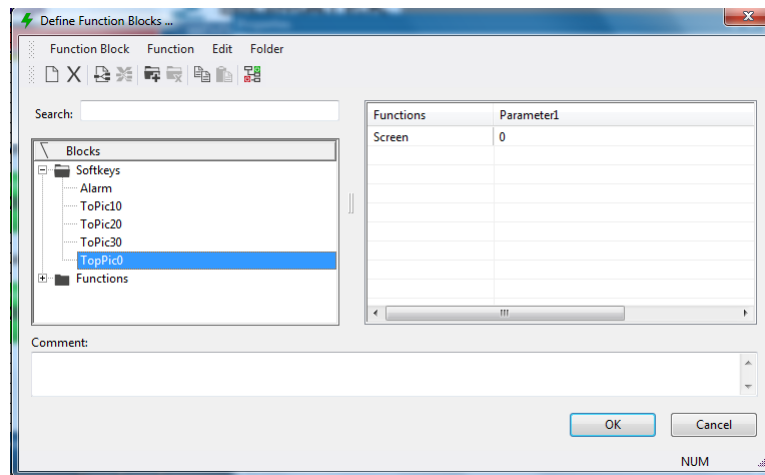 Define Function Blocks ...
Function Block Function Edit Folder
Search:
Blocks
Softkeys
Alarm
ToPic10
ToPic20
ToPic30
TopPic0
Functions
Functions Parameter1
Screen 0
Comment:
OK Cancel
NUM